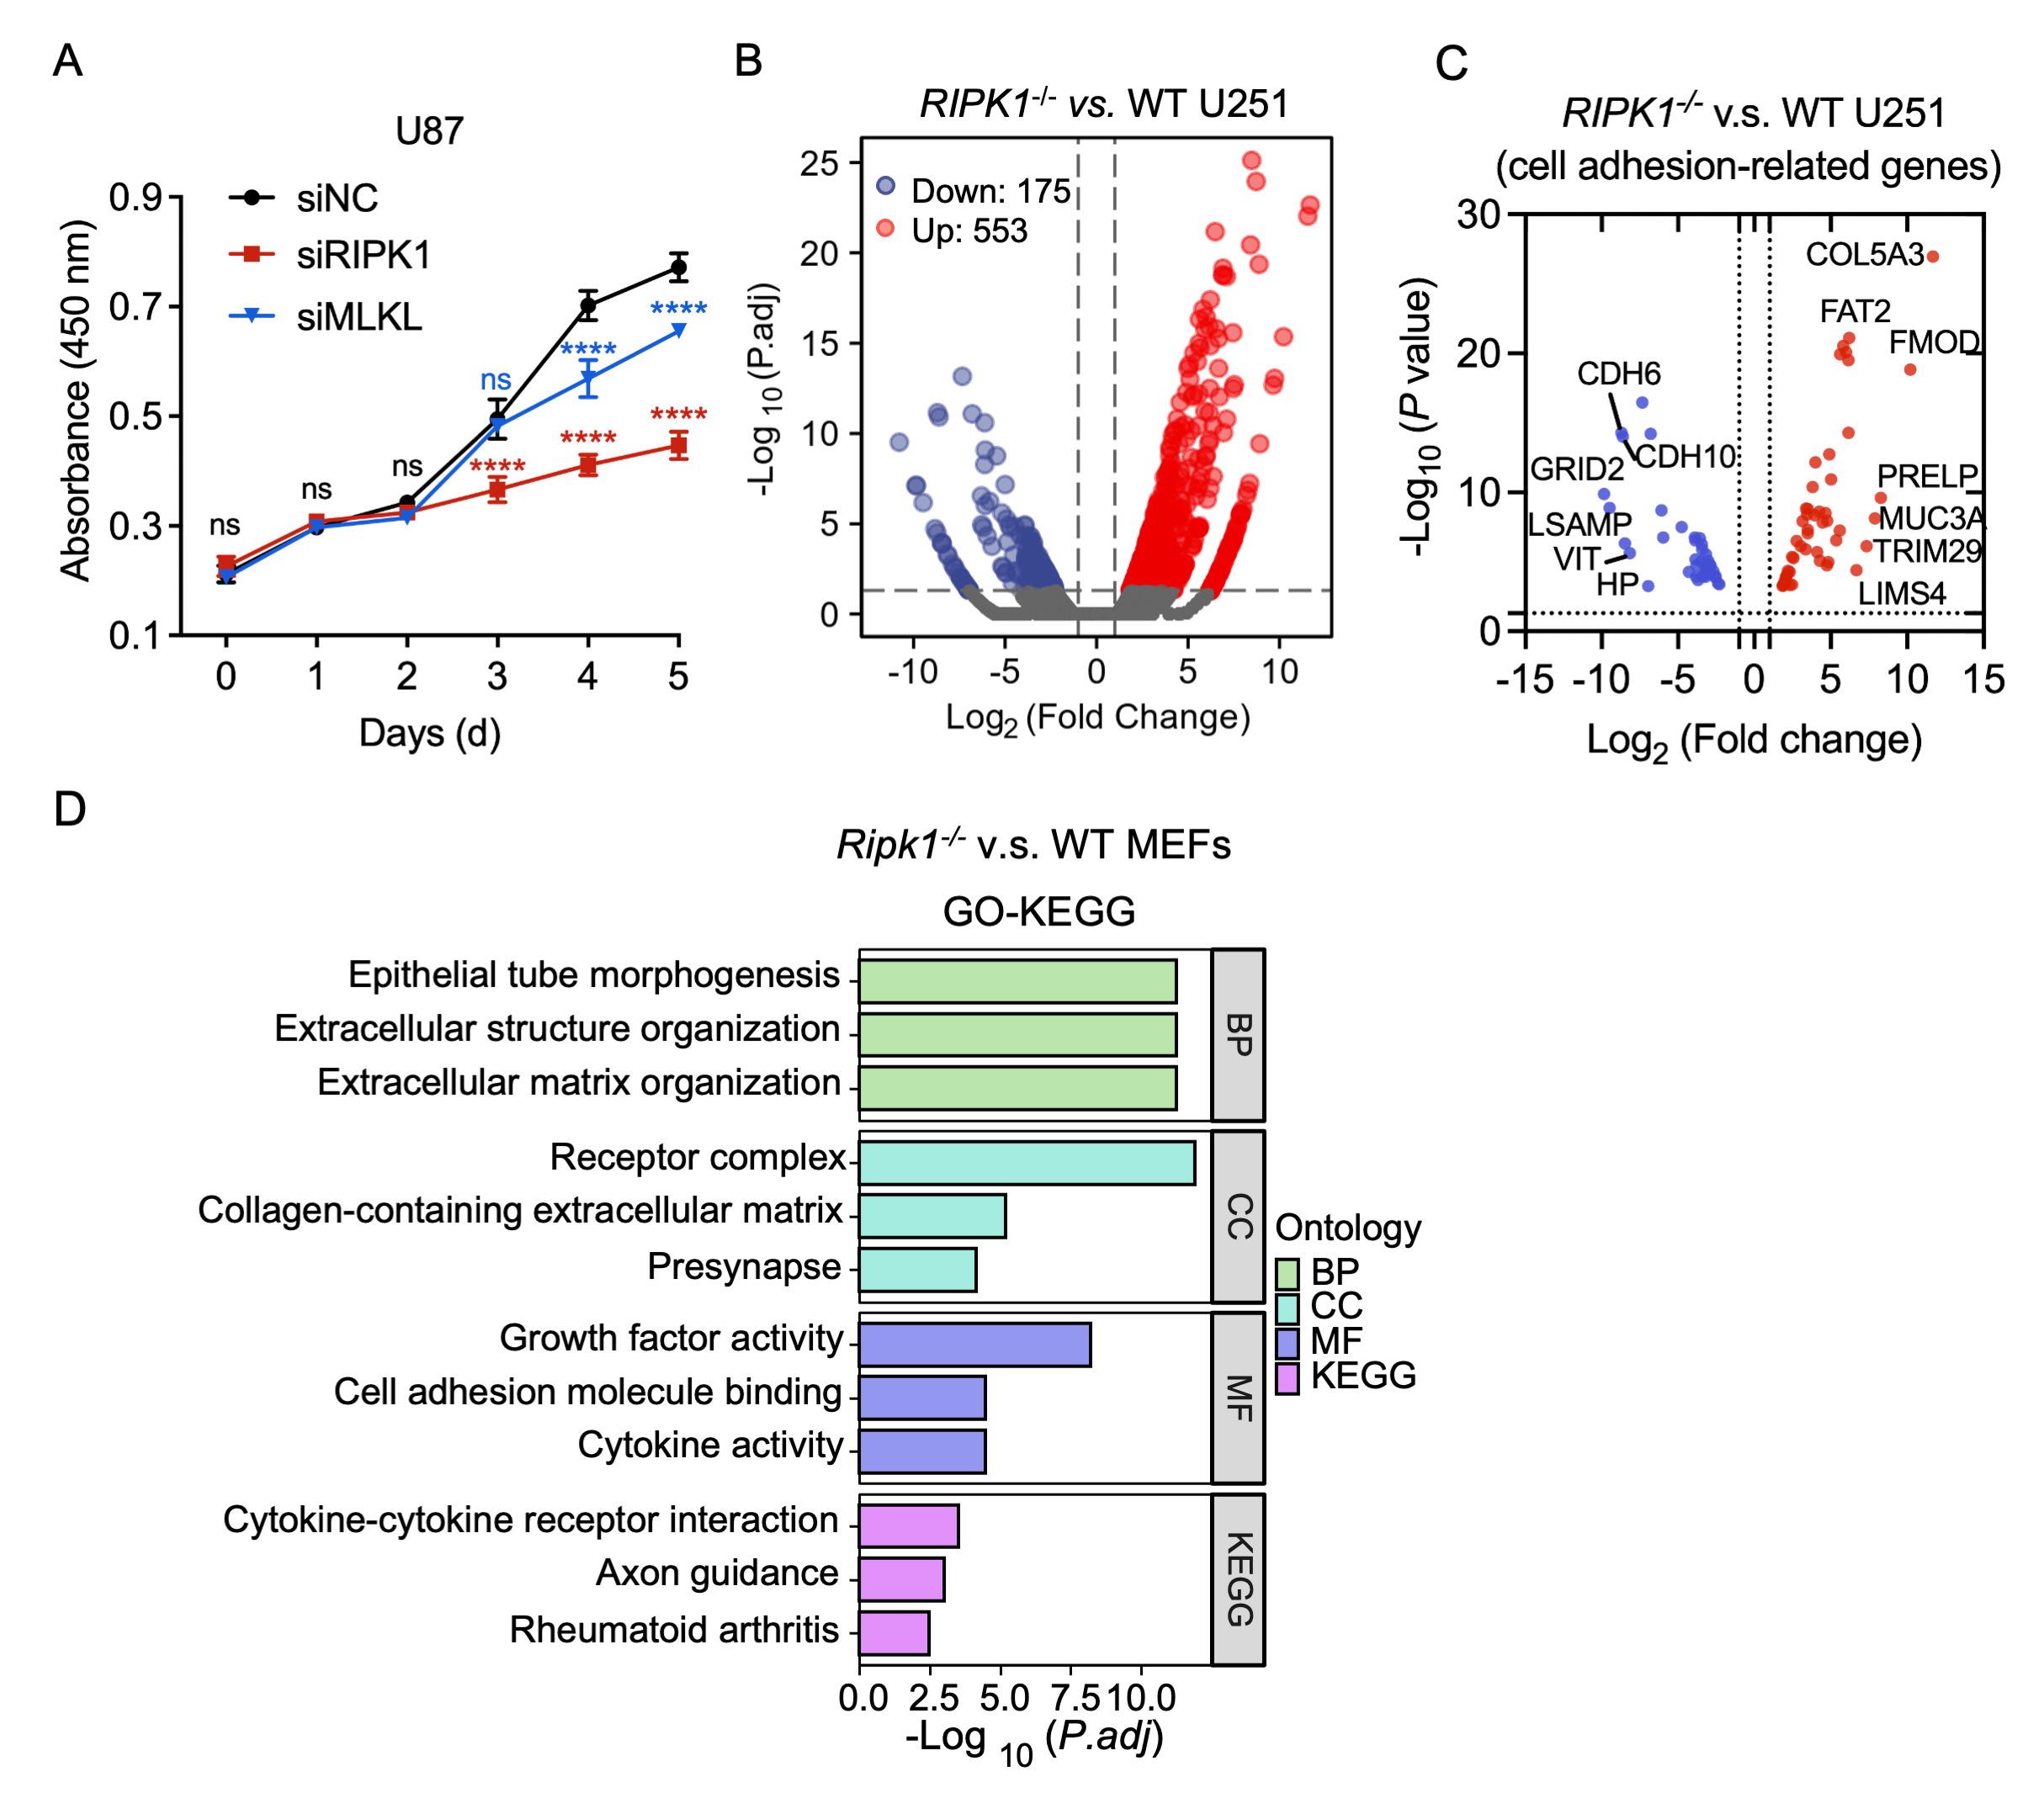 A
U87
siNC
siRIPK1
siMLKL
Absorbance (450 nm)
0.9
0.7
0.5
0.3
0.1
ns
ns
ns
ns
****
****
****
****
****
0 1 2 3 4 5
Days (d)
B
RIPK1-/- vs. WT U251
Down: 175
Up: 553
-Log 10 (P.adj)
25
20
15
10
5
0
-10 -5 0 5 10
Log2 (Fold Change)
C
RIPK1-/- v.s. WT U251
(cell adhesion-related genes)
-Log10 (P value)
30
20
10
0
COL5A3
FAT2
FMOD
CDH6
CDH10
GRID2
PRELP
LSAMP
MUC3A
VIT
TRIM29
HP
LIMS4
-15 -10 -5 0 5 10 15
Log2 (Fold change)
D
Ripk1-/- v.s. WT MEFs
GO-KEGG
Epithelial tube morphogenesis
Extracellular structure organization
Extracellular matrix organization
BP
Receptor complex
Collagen-containing extracellular matrix
Presynapse
CC
Growth factor activity
Cell adhesion molecule binding
Cytokine activity
MF
Cytokine-cytokine receptor interaction
Axon guidance
Rheumatoid arthritis
KEGG
0.0 2.5 5.0 7.5 10.0
-Log 10 (P.adj)
Ontology
BP
CC
MF
KEGG